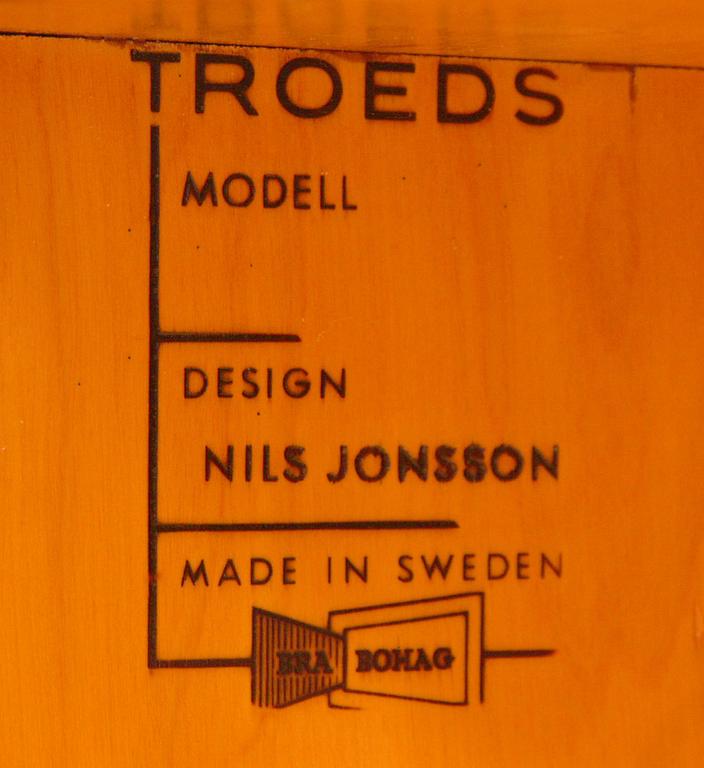 TROEDS
MODELL
DESIGN
NILS JONSSON
MADE IN SWEDEN
BRA BOHAG